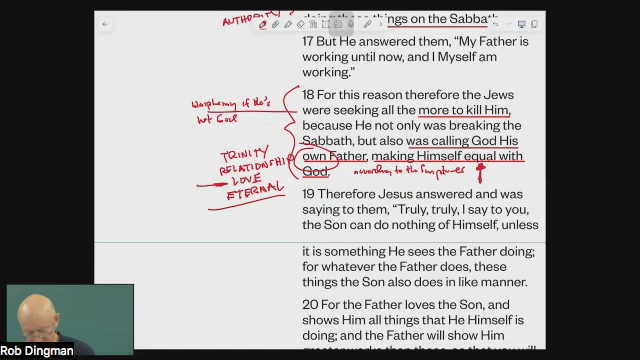 AUTHORITY
doing these things on the Sabbath
17 But He answered them, “My Father is
working until now, and I Myself am
working.”
18 For this reason therefore the Jews
were seeking all the more to kill Him,
because He not only was breaking the
Sabbath, but also was calling God His
own Father, making Himself equal with
God.
blasphemy if He's
not God
TRINITY
RELATIONSHIP
LOVE
ETERNAL
according to the Scriptures
19 Therefore Jesus answered and was
saying to them, “Truly, truly, I say to you,
the Son can do nothing of Himself, unless
it is something He sees the Father doing;
for whatever the Father does, these
things the Son also does in like manner.
20 For the Father loves the Son, and
shows Him all things that He Himself is
doing; and the Father will show Him
Rob Dingman